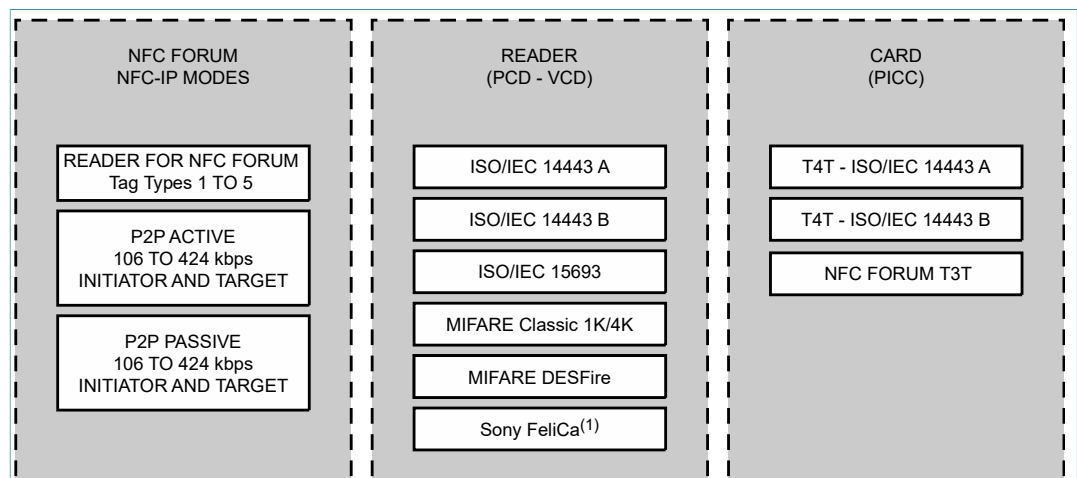 NFC FORUM
NFC-IP MODES
READER FOR NFC FORUM
Tag Types 1 TO 5
P2P ACTIVE
106 TO 424 kbps
INITIATOR AND TARGET
P2P PASSIVE
106 TO 424 kbps
INITIATOR AND TARGET
READER
(PCD - VCD)
ISO/IEC 14443 A
ISO/IEC 14443 B
ISO/IEC 15693
MIFARE Classic 1K/4K
MIFARE DESFire
Sony FeliCa(1)
CARD
(PICC)
T4T - ISO/IEC 14443 A
T4T - ISO/IEC 14443 B
NFC FORUM T3T